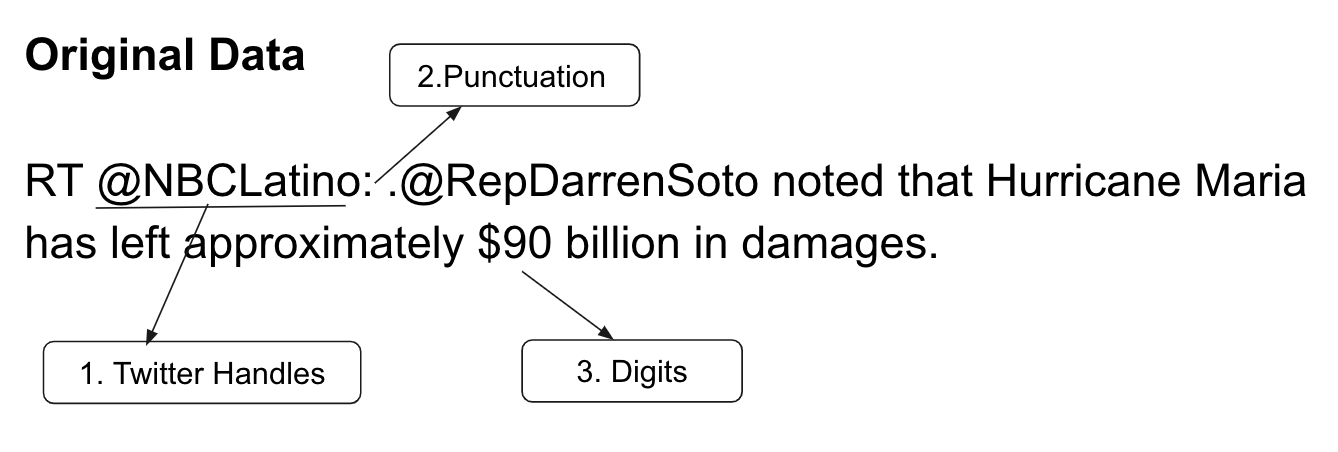 Original Data
2.Punctuation
RT @NBCLatino: .@RepDarrenSoto noted that Hurricane Maria
has left approximately $90 billion in damages.
1. Twitter Handles
3. Digits